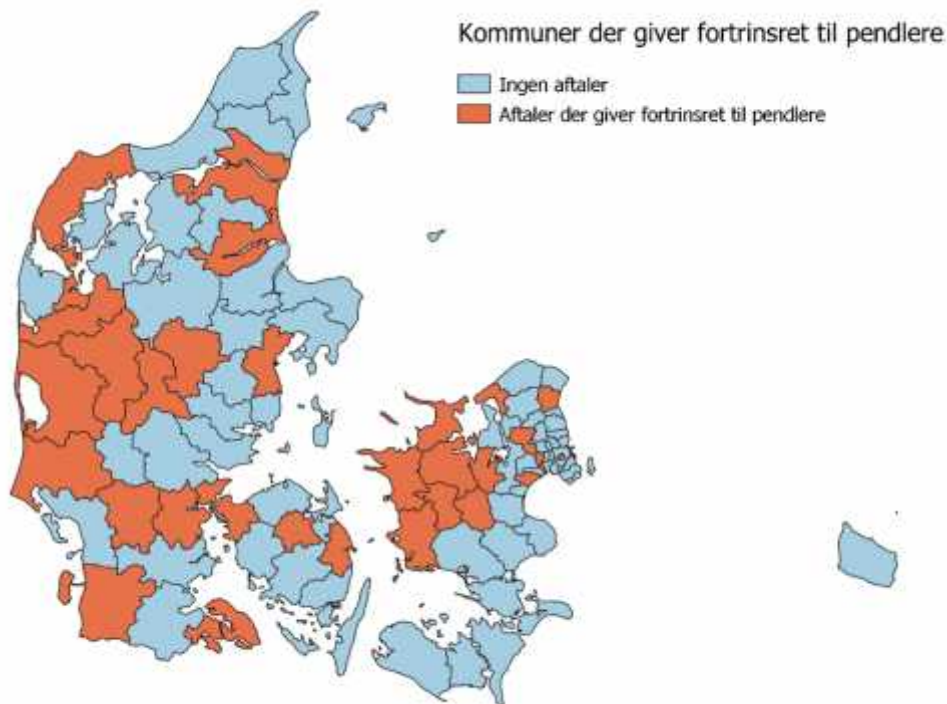 Kommuner der giver fortrinsret til pendlere
Ingen aftaler
Aftaler der giver fortrinsret til pendlere